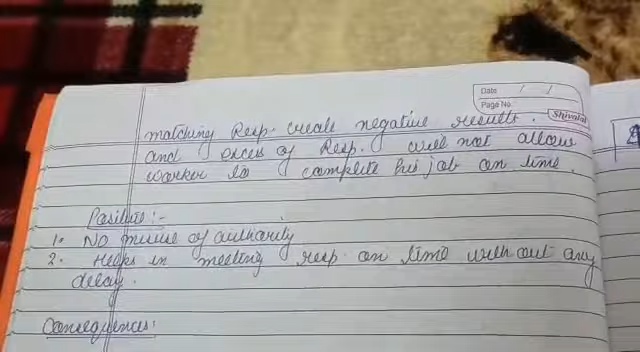 Date / /
Page No.
Shivalal
matching Resp. create negative results.
and excess of Resp. will not allow
worker to complete his job on time.
Positive :-
1. No misuse of authority
2. Helps in meeting resp. on time with out any
delay.
Consequences: